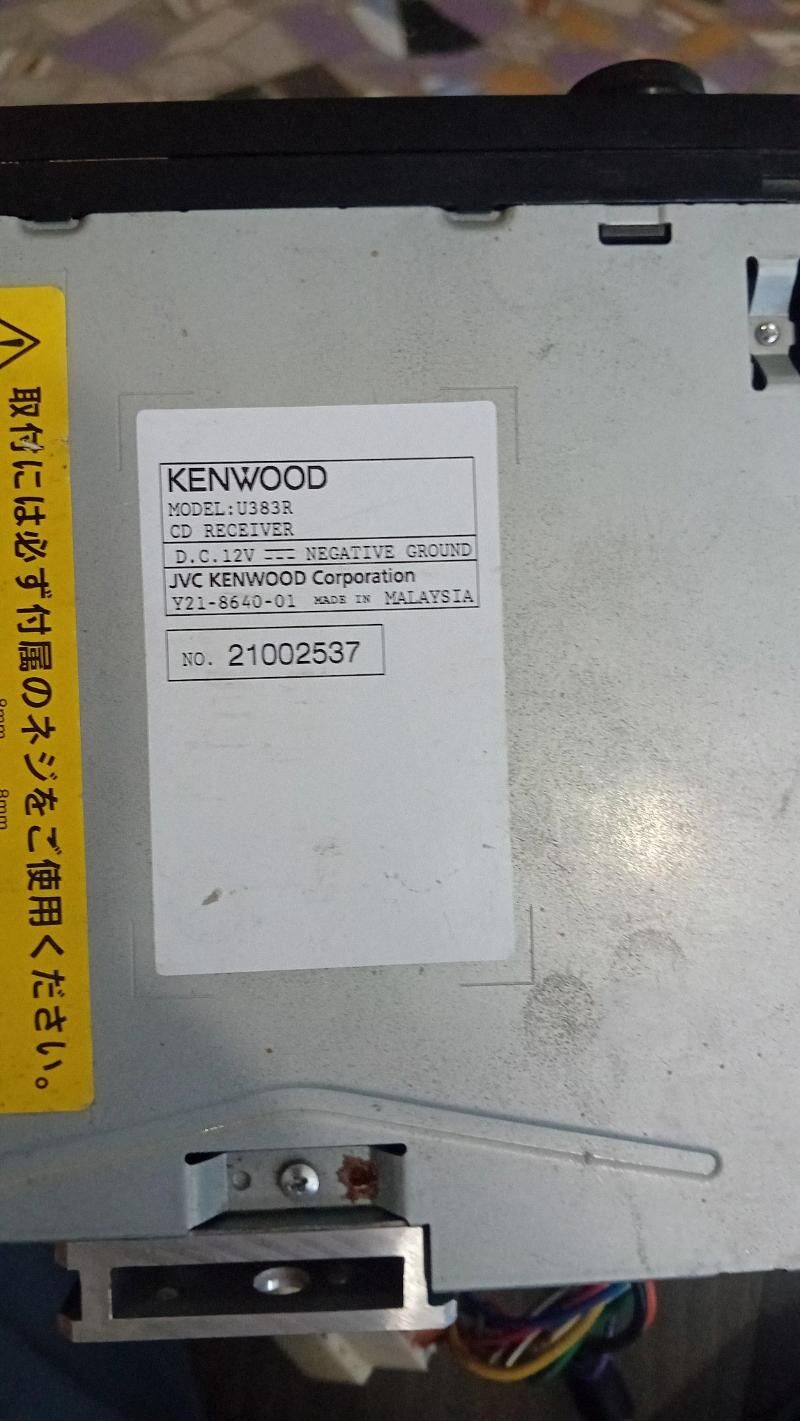 KENWOOD
MODEL:U383R
CD RECEIVER
D.C.12V NEGATIVE GROUND
JVC KENWOOD Corporation
Y21-8640-01 MADE IN MALAYSIA
NO. 21002537
取付には必ず付属のネジをご使用ください。
8mm